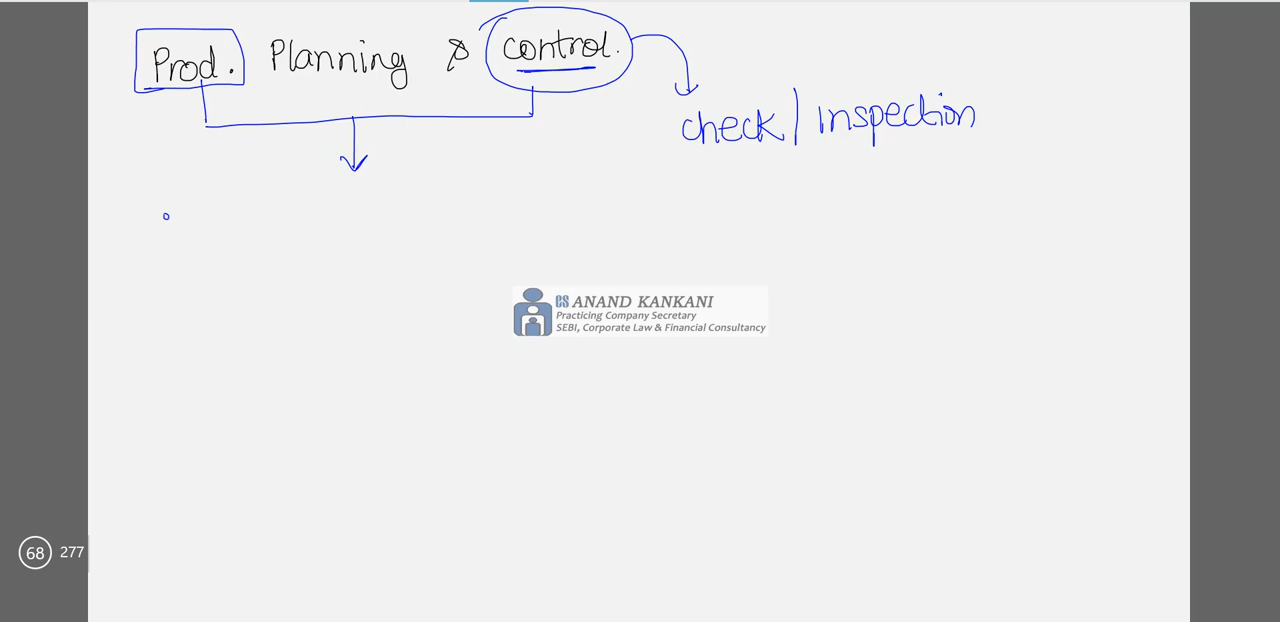 Prod. Planning & control.
check / Inspection
CS ANAND KANKANI
Practicing Company Secretary
SEBI, Corporate Law & Financial Consultancy
68 277